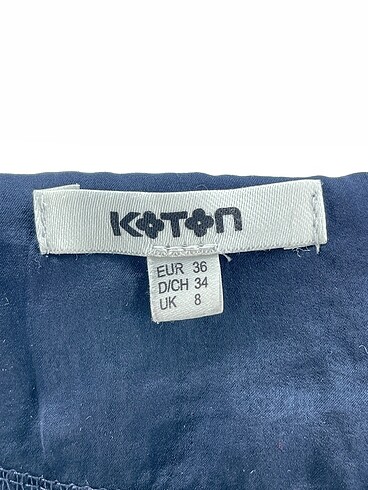 KOTON
EUR 36
D/CH 34
UK 8